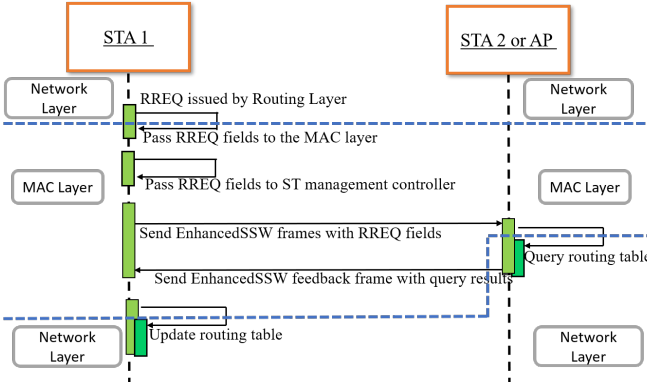 STA 1
STA 2 or AP
Network
Layer
RREQ issued by Routing Layer
Network
Layer
Pass RREQ fields to the MAC layer
MAC Layer
Pass RREQ fields to ST management controller
MAC Layer
Send EnhancedSSW frames with RREQ fields
Query routing table
Send EnhancedSSW feedback frame with query results
Network
Layer
Update routing table
Network
Layer